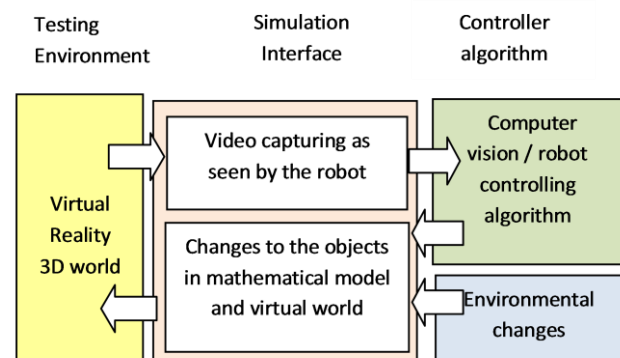 Testing
Environment
Simulation
Interface
Controller
algorithm
Virtual
Reality
3D world
Video capturing as
seen by the robot
Changes to the objects
in mathematical model
and virtual world
Computer
vision / robot
controlling
algorithm
Environmental
changes